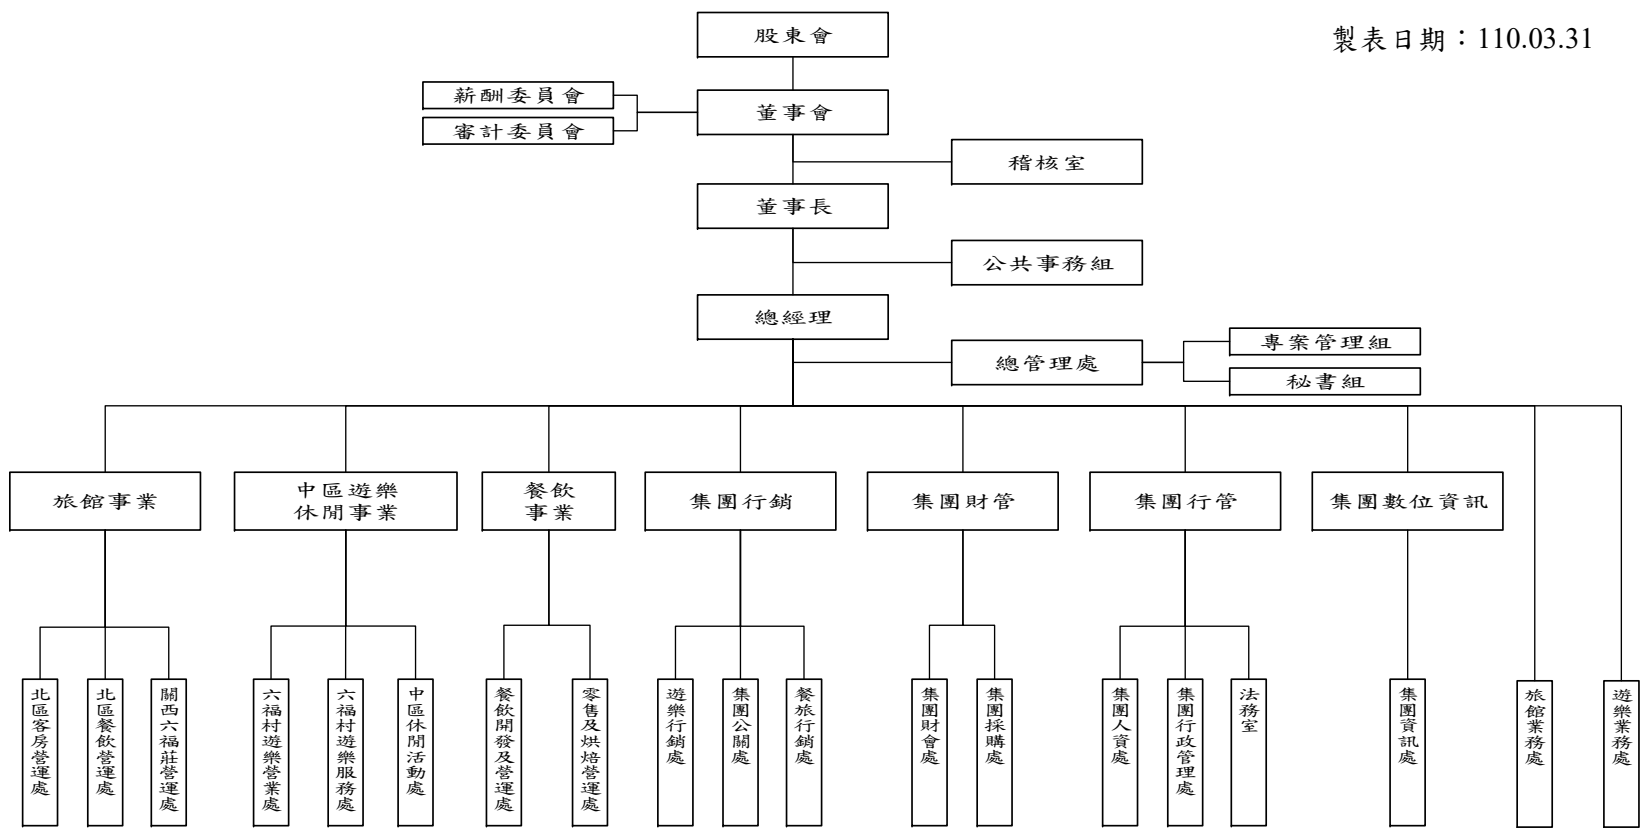 股東會
製表日期：110.03.31
薪酬委員會
董事會
審計委員會
稽核室
董事長
公共事務組
總經理
總管理處
專案管理組
秘書組
旅館事業
中區遊樂
休閒事業
餐飲
事業
集團行銷
集團財管
集團行管
集團數位資訊
北區客房營運處
北區餐飲營運處
關西六福莊營運處
六福村遊樂營業處
六福村遊樂服務處
中區休閒活動處
餐飲開發及營運處
零售及烘焙營運處
遊樂行銷處
集團公關處
餐旅行銷處
集團財會處
集團採購處
集團人資處
集團行政管理處
法務室
集團資訊處
旅館業務處
遊樂業務處